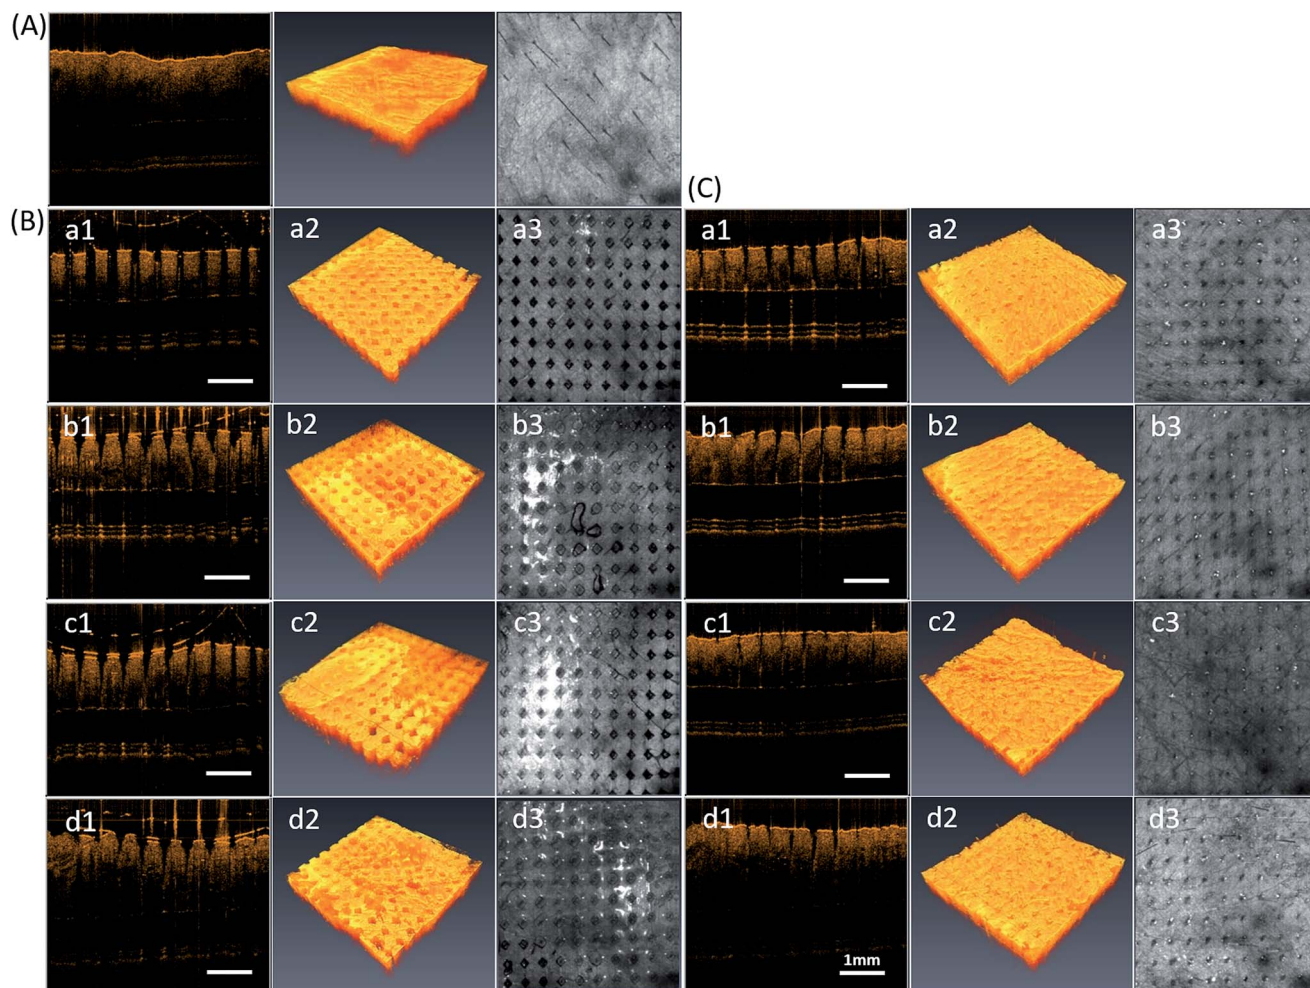 (A)
(C)
(B)
a1 a2 a3 a1 a2 a3
b1 b2 b3 b1 b2 b3
c1 c2 c3 c1 c2 c3
d1 d2 d3 d1 d2 d3
1mm